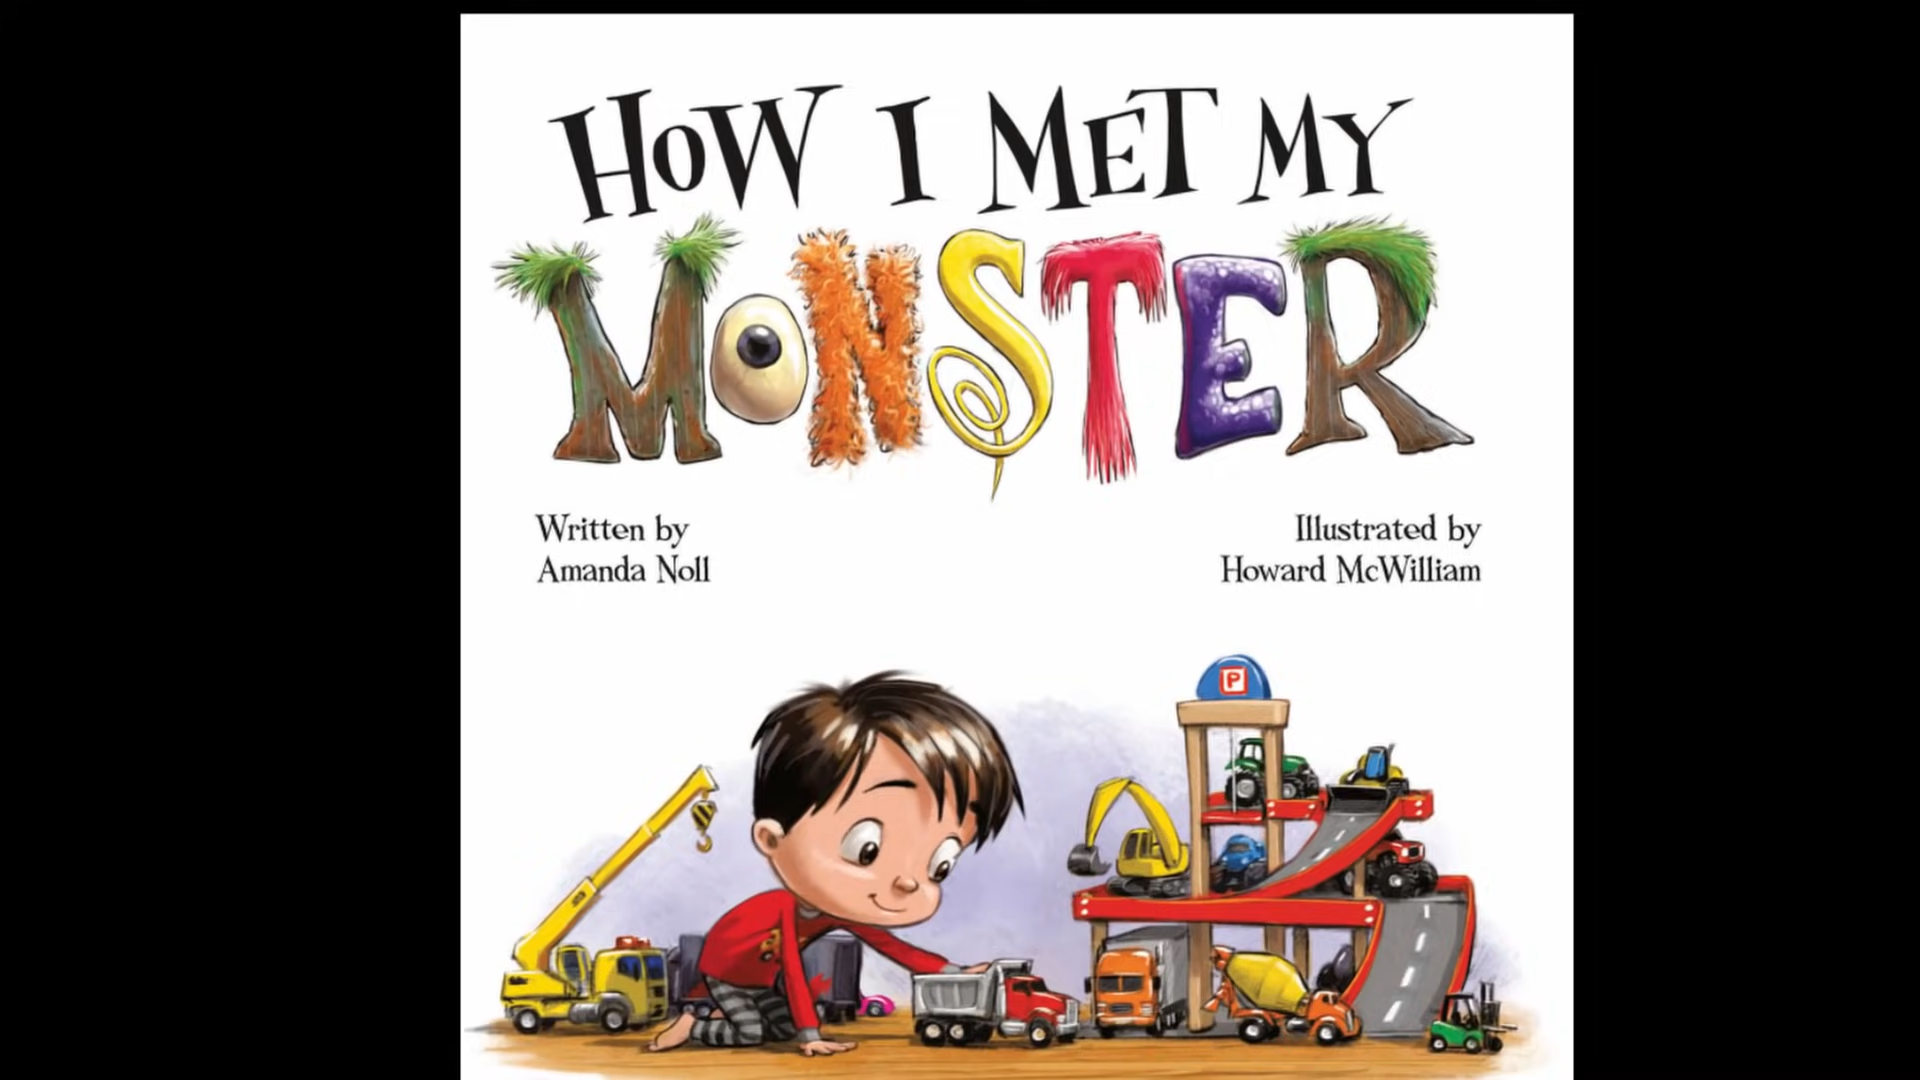 HOW I MET MY
MONSTER
Written by
Amanda Noll
Illustrated by
Howard McWilliam
P